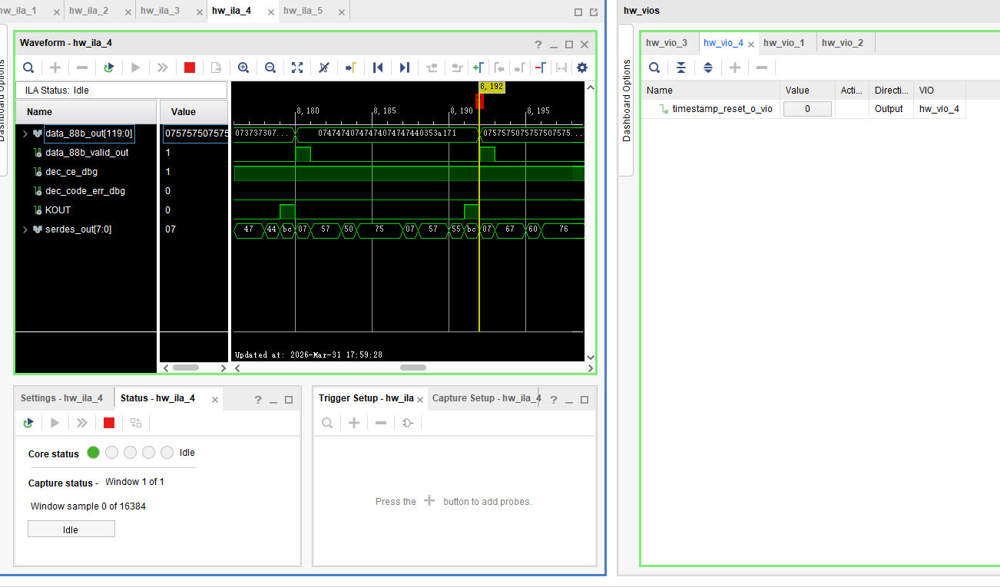 hw_ila_1 hw_ila_2 hw_ila_3 hw_ila_4 hw_ila_5
Dashboard Options
Waveform - hw_ila_4
ILA Status: Idle
Name Value
8,192
8,180 8,185 8,190 8,195
data_88b_out[119:0] 075757507575 073737307... 07474740747474074747440353a171 0757575075757507575...
data_88b_valid_out 1
dec_ce_dbg 1
dec_code_err_dbg 0
KOUT 0
serdes_out[7:0] 07 47 44 bc 07 57 50 75 07 57 55 bc 07 67 60 76
Updated at: 2026-Mar-31 17:59:28
Settings - hw_ila_4 Status - hw_ila_4
Core status Idle
Capture status - Window 1 of 1
Window sample 0 of 16384
Idle
Trigger Setup - hw_ila Capture Setup - hw_ila_4
Press the + button to add probes.
hw_vios
Dashboard Options
hw_vio_3 hw_vio_4 hw_vio_1 hw_vio_2
Name Value Acti... Directi... VIO
timestamp_reset_o_vio 0 Output hw_vio_4